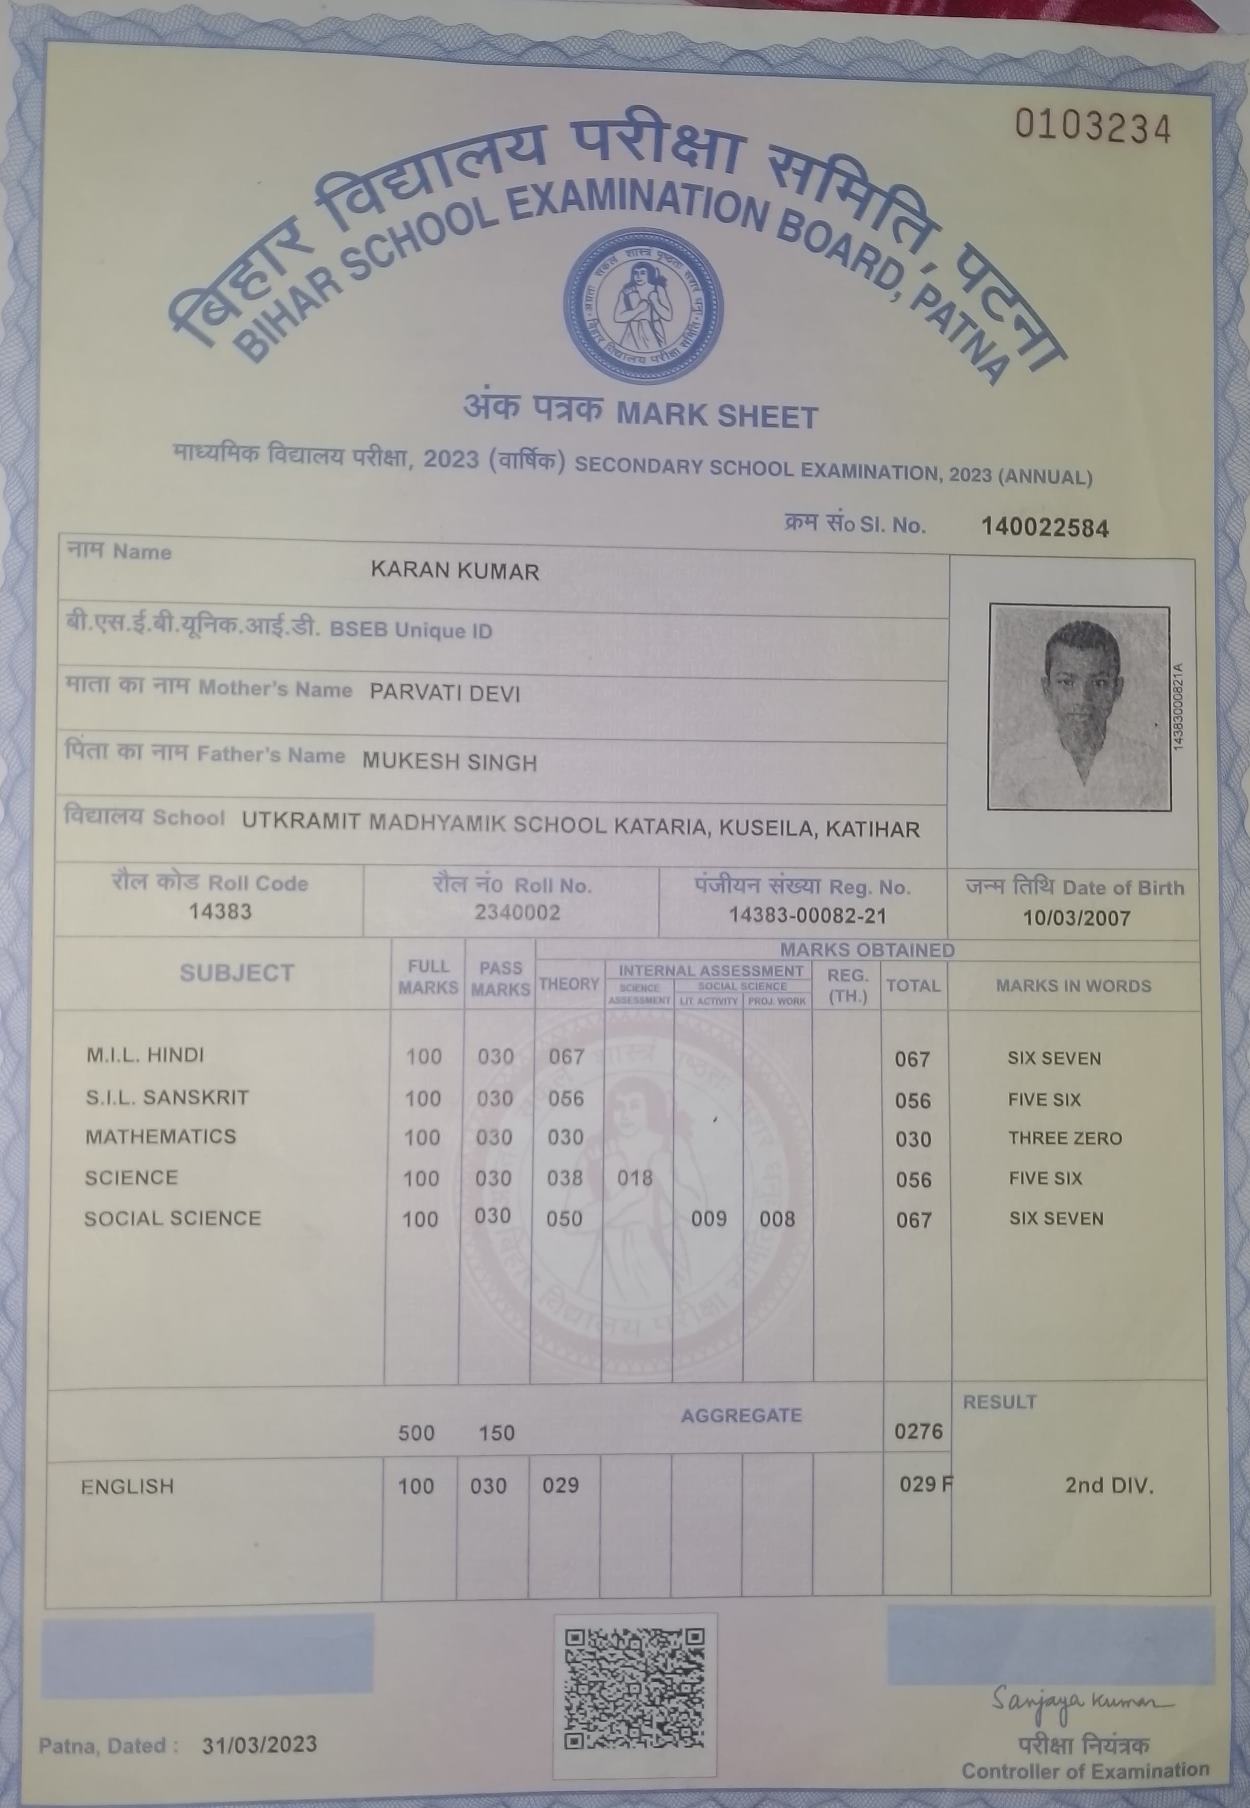 0103234
बिहार विद्यालय परीक्षा समिति, पटना
BIHAR SCHOOL EXAMINATION BOARD, PATNA
अंक पत्रक MARK SHEET
माध्यमिक विद्यालय परीक्षा, 2023 (वार्षिक) SECONDARY SCHOOL EXAMINATION, 2023 (ANNUAL)
क्रम सं० Sl. No. 140022584
नाम Name KARAN KUMAR
बी.एस.ई.बी.यूनिक.आई.डी. BSEB Unique ID
माता का नाम Mother's Name PARVATI DEVI
पिता का नाम Father's Name MUKESH SINGH
विद्यालय School UTKRAMIT MADHYAMIK SCHOOL KATARIA, KUSEILA, KATIHAR
14383000821A
रौल कोड Roll Code रौल नं० Roll No. पंजीयन संख्या Reg. No. जन्म तिथि Date of Birth
14383 2340002 14383-00082-21 10/03/2007
MARKS OBTAINED
SUBJECT FULL MARKS PASS MARKS THEORY INTERNAL ASSESSMENT REG. (TH.) TOTAL MARKS IN WORDS
SCIENCE ASSESSMENT SOCIAL SCIENCE LIT. ACTIVITY PROJ. WORK
M.I.L. HINDI 100 030 067 067 SIX SEVEN
S.I.L. SANSKRIT 100 030 056 056 FIVE SIX
MATHEMATICS 100 030 030 030 THREE ZERO
SCIENCE 100 030 038 018 056 FIVE SIX
SOCIAL SCIENCE 100 030 050 009 008 067 SIX SEVEN
RESULT
500 150 AGGREGATE 0276
ENGLISH 100 030 029 029 F 2nd DIV.
Sanjaya Kumar
Patna, Dated : 31/03/2023
परीक्षा नियंत्रक
Controller of Examination